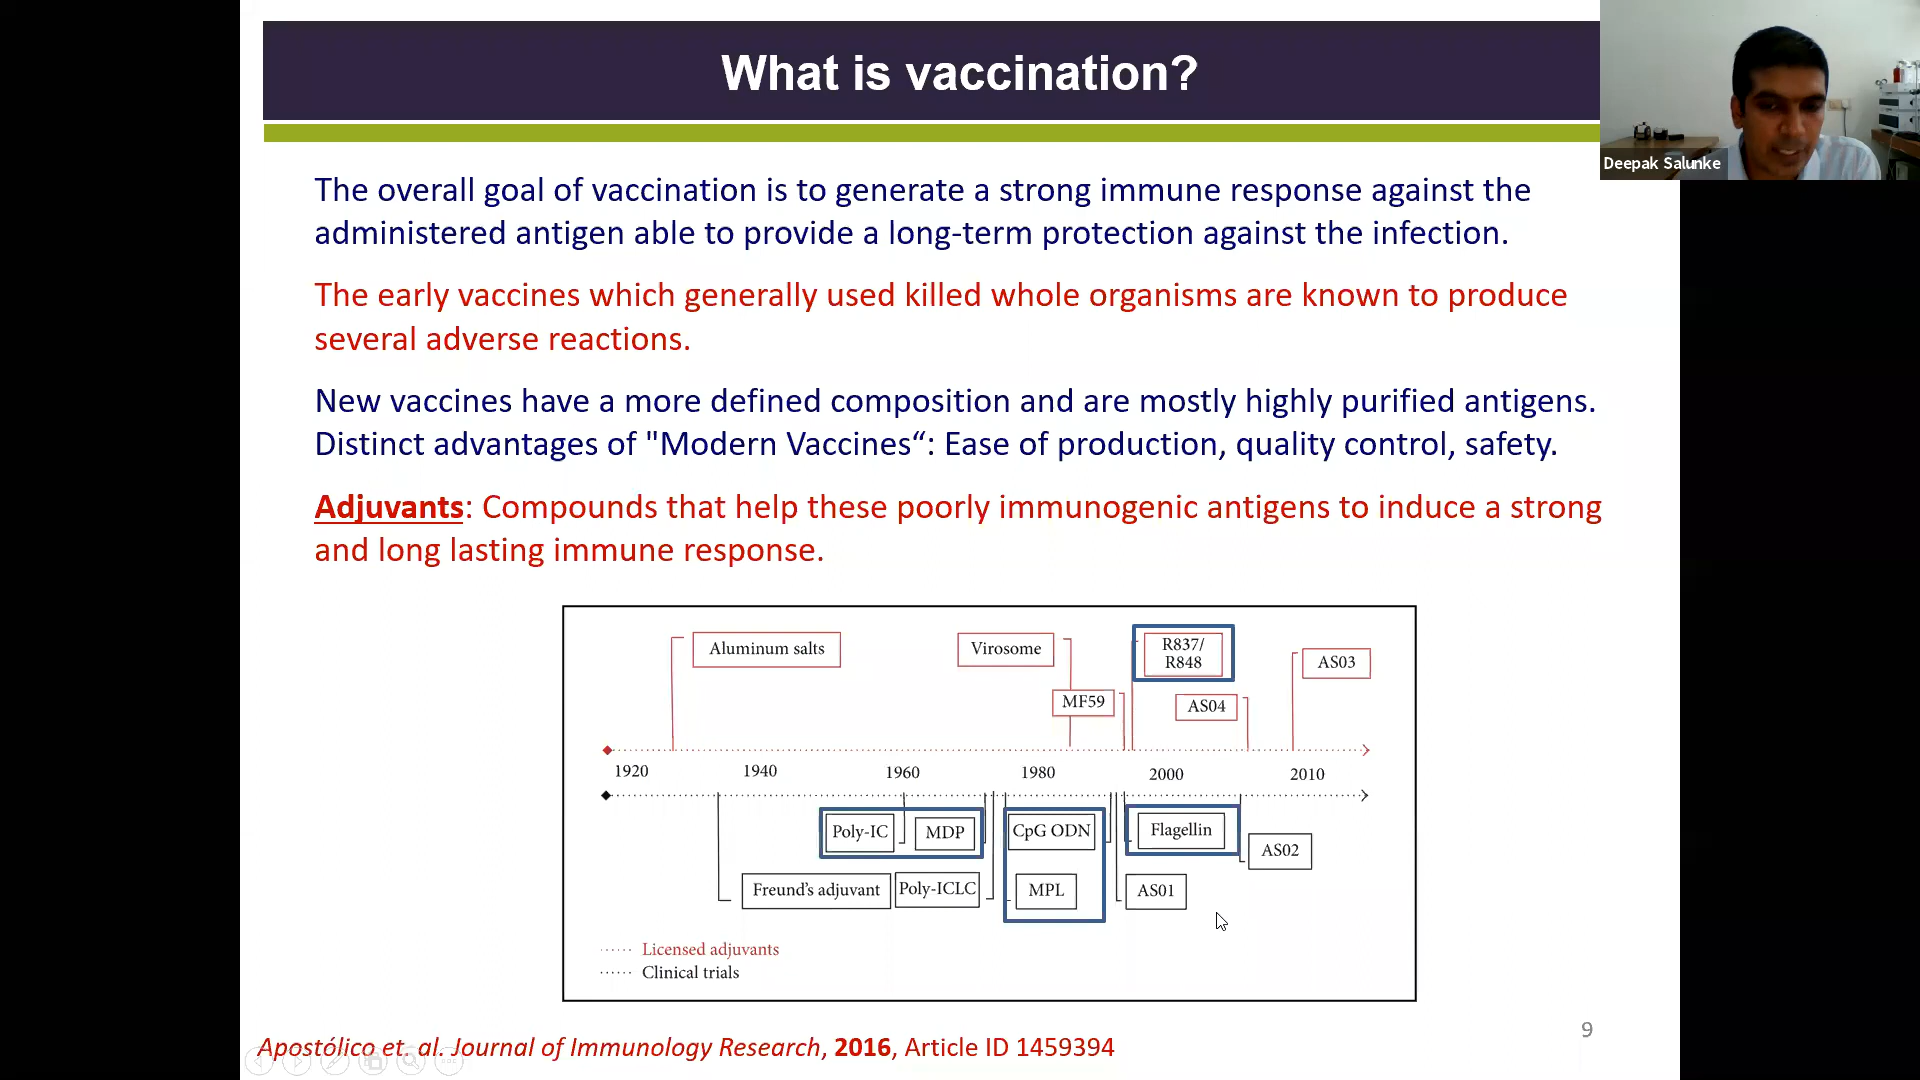 What is vaccination?
Deepak Salunke
The overall goal of vaccination is to generate a strong immune response against the
administered antigen able to provide a long-term protection against the infection.
The early vaccines which generally used killed whole organisms are known to produce
several adverse reactions.
New vaccines have a more defined composition and are mostly highly purified antigens.
Distinct advantages of "Modern Vaccines“: Ease of production, quality control, safety.
Adjuvants: Compounds that help these poorly immunogenic antigens to induce a strong
and long lasting immune response.
Aluminum salts
Virosome
R837/
R848
AS03
MF59
AS04
1920 1940 1960 1980 2000 2010
Poly-IC
MDP
CpG ODN
Flagellin
AS02
Freund's adjuvant
Poly-ICLC
MPL
AS01
Licensed adjuvants
Clinical trials
9
Apostólico et. al. Journal of Immunology Research, 2016, Article ID 1459394